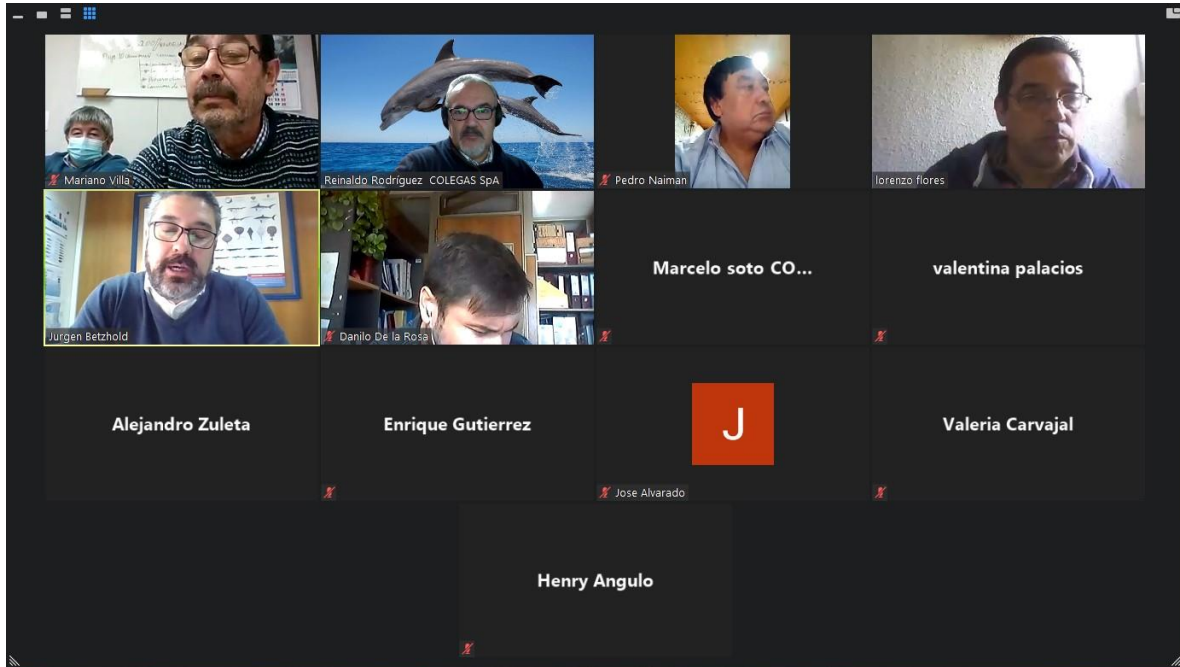 Mariano Villa
Reinaldo Rodríguez COLEGAS SpA
Pedro Naiman
lorenzo flores
Jurgen Betzhold
Danilo De la Rosa
Marcelo soto CO...
valentina palacios
Alejandro Zuleta
Enrique Gutierrez
J
Jose Alvarado
Valeria Carvajal
Henry Angulo